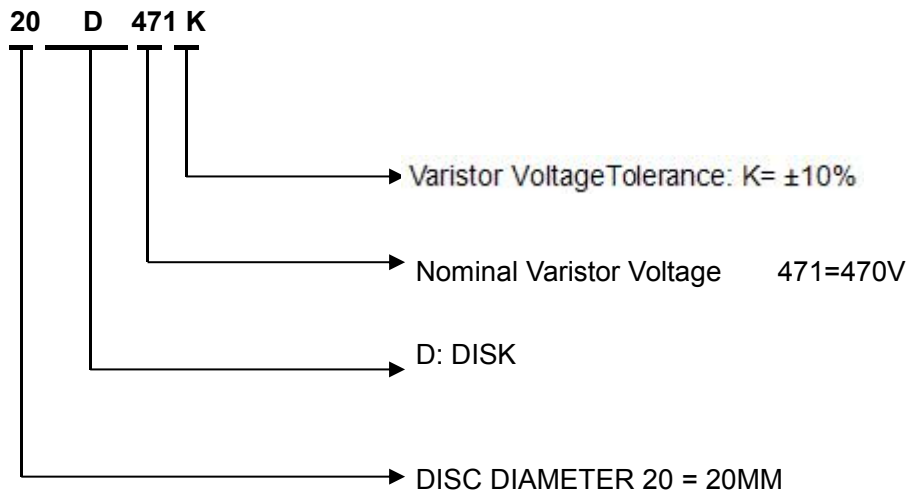 20 D 471 K
Varistor VoltageTolerance: K= ±10%
Nominal Varistor Voltage 471=470V
D: DISK
DISC DIAMETER 20 = 20MM